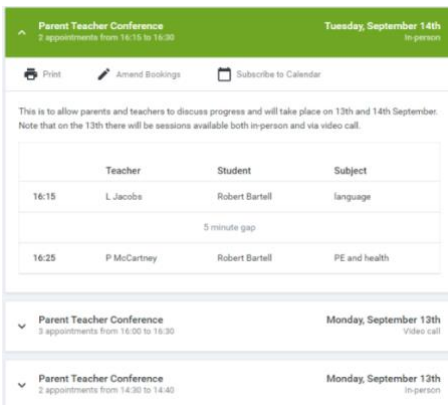 Parent Teacher Conference Tuesday, September 14th
2 appointments from 16:15 to 16:30 In-person
Print Amend Bookings Subscribe to Calendar
This is to allow parents and teachers to discuss progress and will take place on 13th and 14th September.
Note that on the 13th there will be sessions available both in-person and via video call.
Teacher Student Subject
16:15 L Jacobs Robert Bartell language
5 minute gap
16:25 P McCartney Robert Bartell PE and health
Parent Teacher Conference Monday, September 13th
3 appointments from 16:00 to 16:30 Video call
Parent Teacher Conference Monday, September 13th
2 appointments from 14:30 to 14:40 In-person